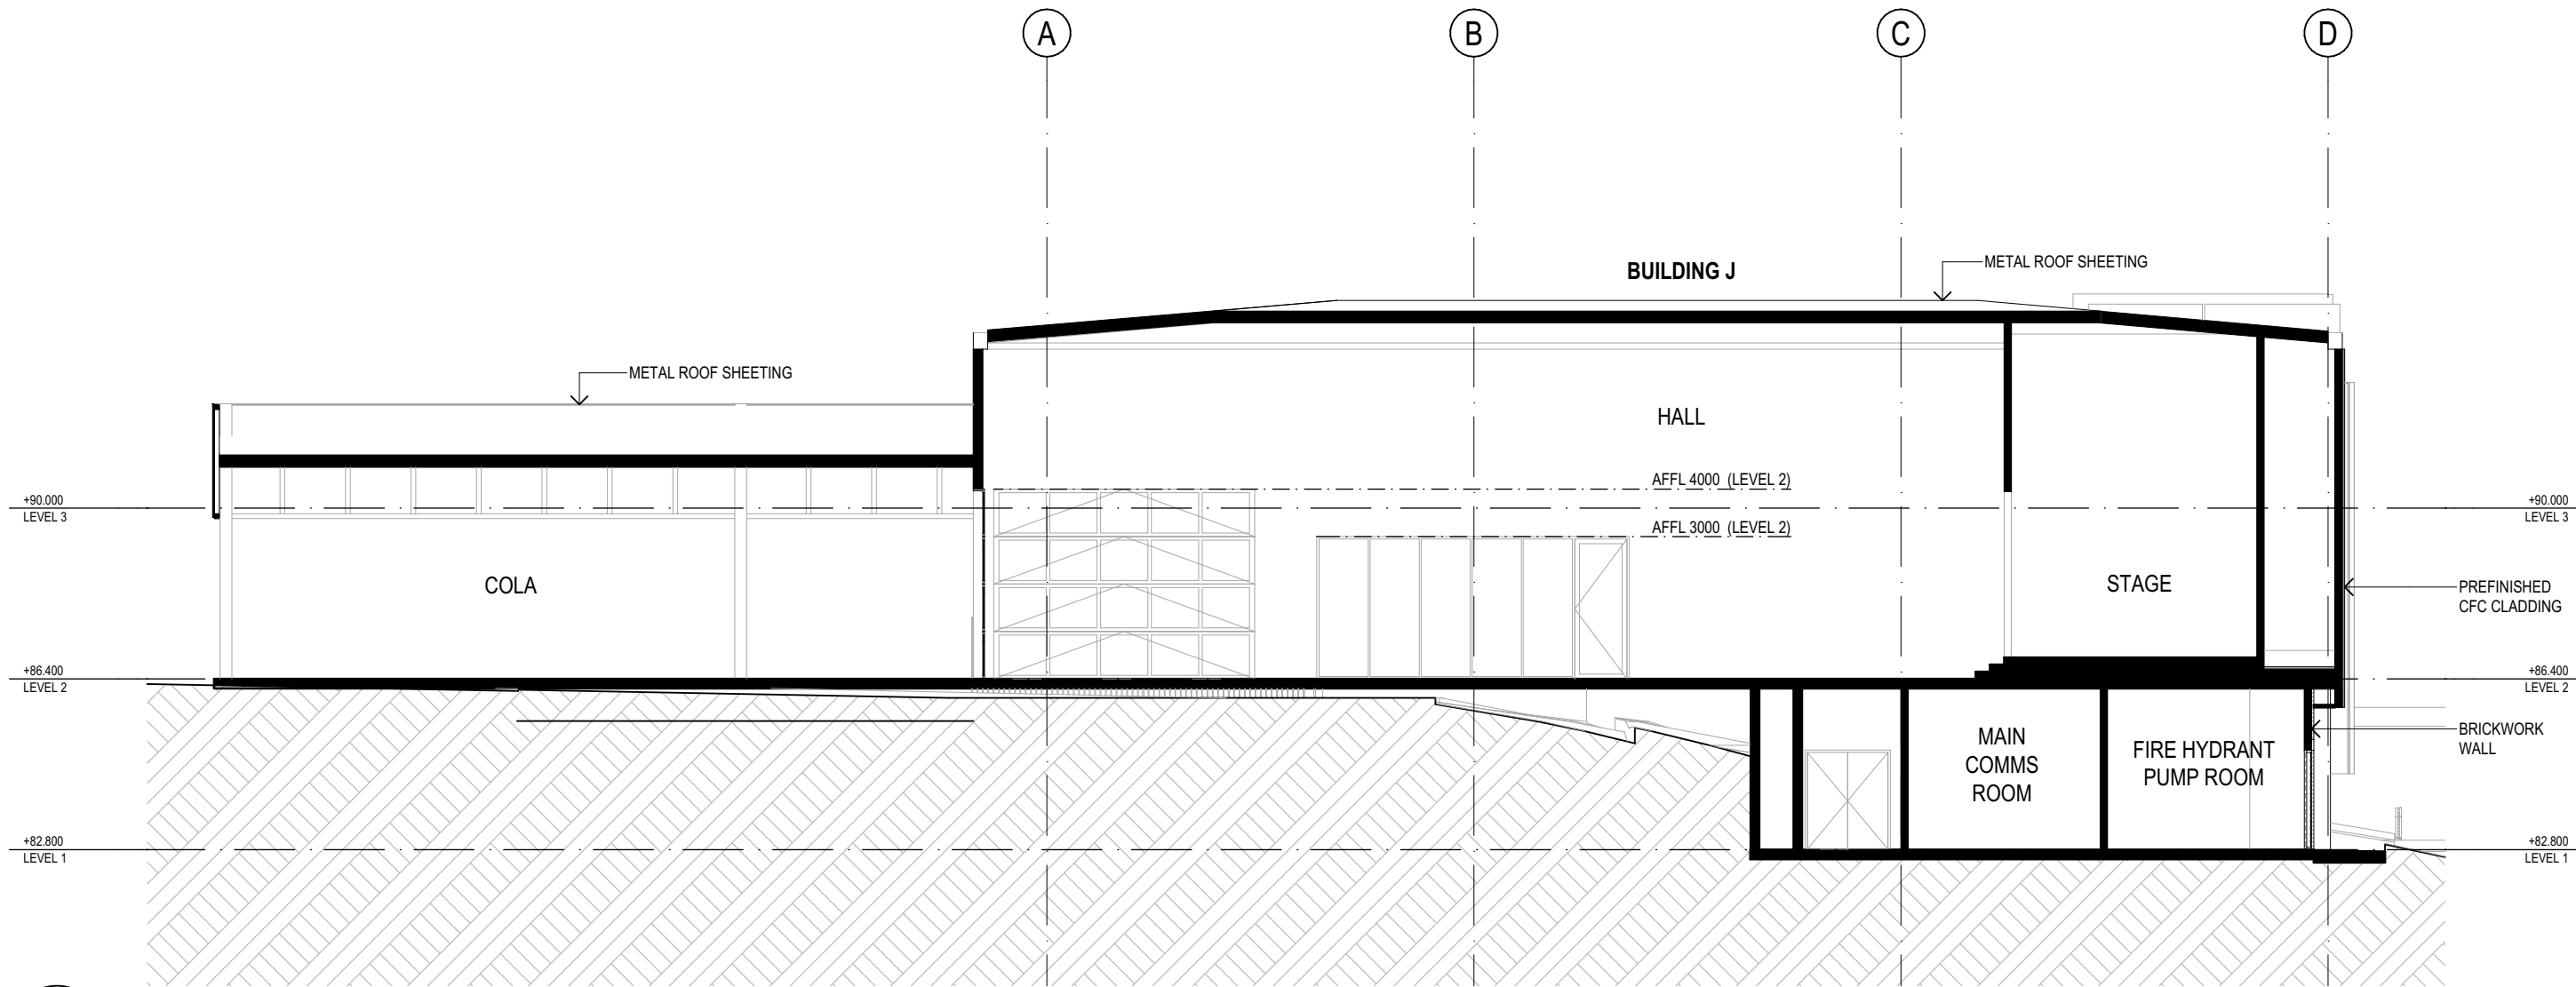 A
B
C
D
BUILDING J
METAL ROOF SHEETING
METAL ROOF SHEETING
HALL
AFFL 4000 (LEVEL 2)
+90.000
LEVEL 3
+90.000
LEVEL 3
AFFL 3000 (LEVEL 2)
COLA
STAGE
PREFINISHED
CFC CLADDING
+86.400
LEVEL 2
+86.400
LEVEL 2
MAIN
COMMS
ROOM
FIRE HYDRANT
PUMP ROOM
BRICKWORK
WALL
+82.800
LEVEL 1
+82.800
LEVEL 1